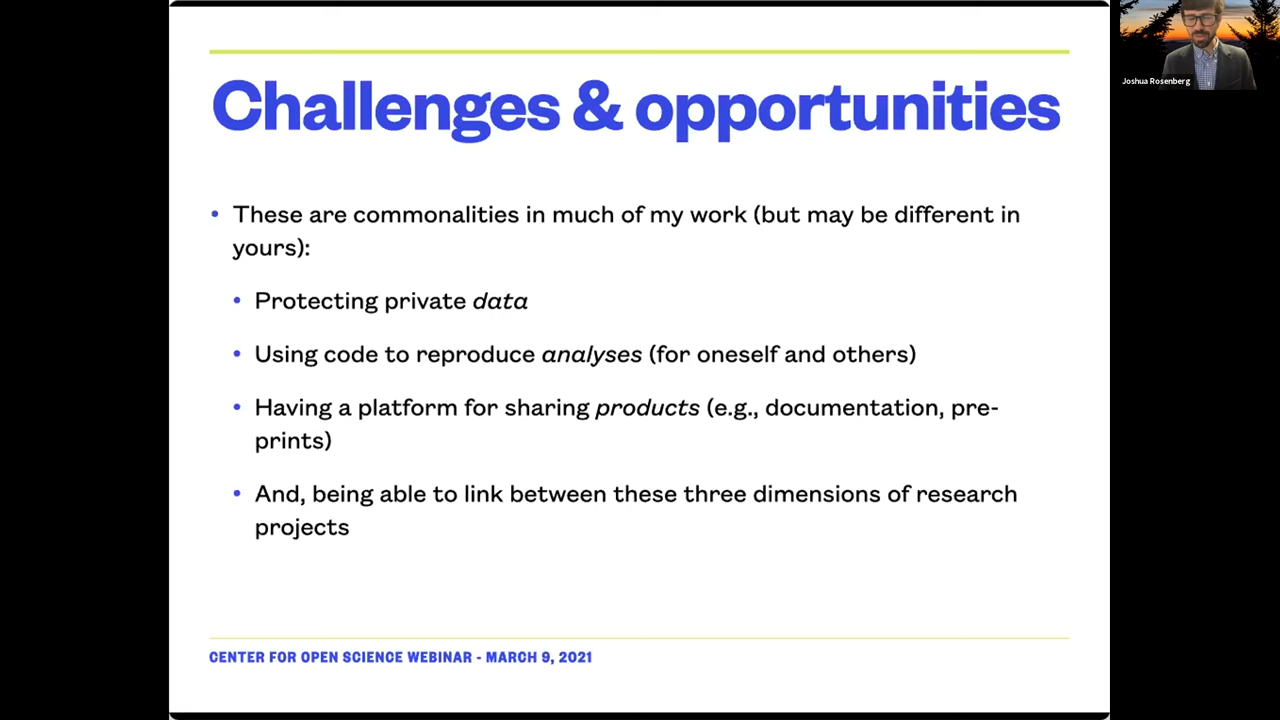 Challenges & opportunities
Joshua Rosenberg
• These are commonalities in much of my work (but may be different in
yours):
• Protecting private data
• Using code to reproduce analyses (for oneself and others)
• Having a platform for sharing products (e.g., documentation, pre-
prints)
• And, being able to link between these three dimensions of research
projects
CENTER FOR OPEN SCIENCE WEBINAR - MARCH 9, 2021